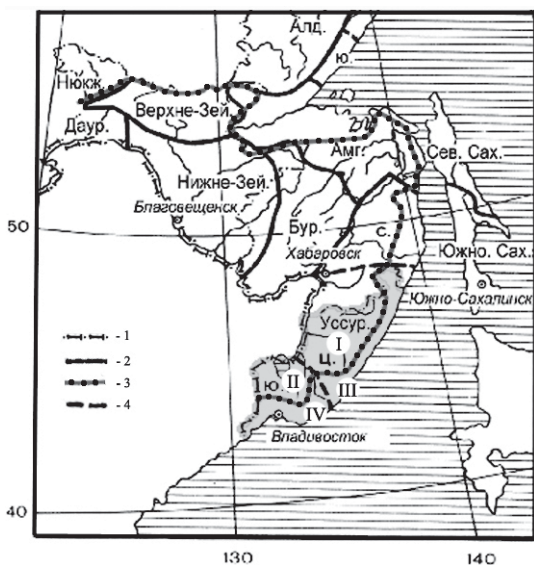 Алд.
ю.
Нюкж.
Верхне-Зей.
Даур.
Амг.
Сев. Сах.
Нижне-Зей.
Благовещенск
50
Бур.
с.
Южно. Сах.
Хабаровск
Южно-Сахалинск
Уссур.
- 1
I
- 2
ц.
- 3
II
III
ю.
- 4
IV
Владивосток
40
130
140